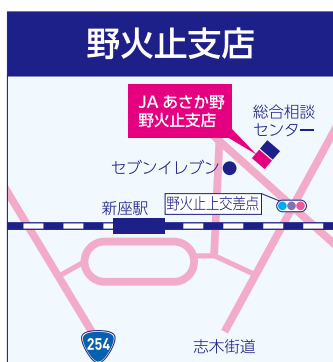 野火止支店
JA あさか野
野火止支店
総合相談
センター
セブンイレブン
新座駅
野火止上交差点
254
志木街道